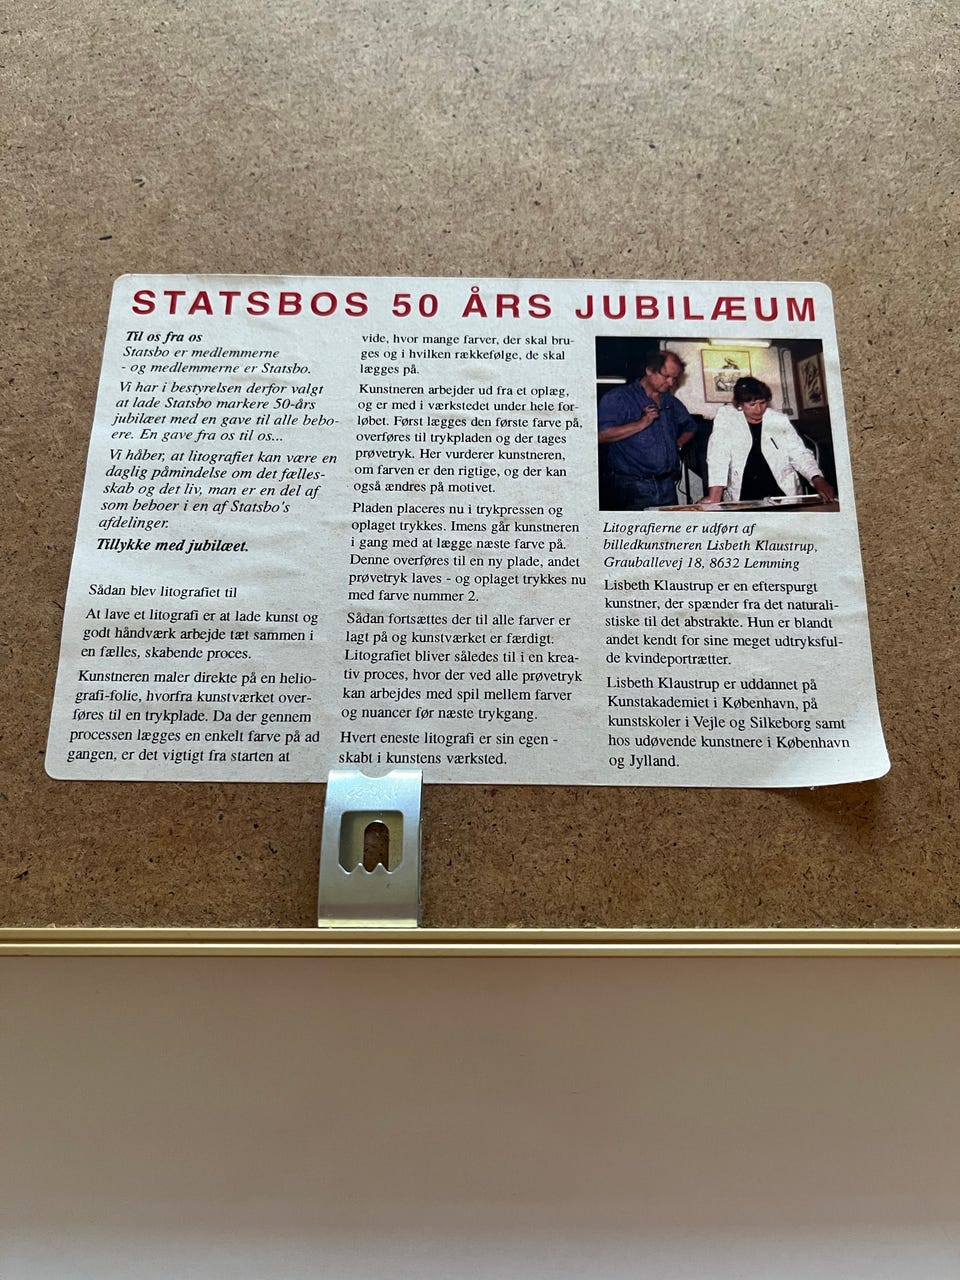 STATSBOS 50 ÅRS JUBILÆUM
Til os fra os
Statsbo er medlemmerne
- og medlemmerne er Statsbo.
Vi har i bestyrelsen derfor valgt
at lade Statsbo markere 50-års
jubilæet med en gave til alle bebo-
ere. En gave fra os til os...
Vi håber, at litografiet kan være en
daglig påmindelse om det fælles-
skab og det liv, man er en del af
som beboer i en af Statsbo's
afdelinger.
Tillykke med jubilæet.
Sådan blev litografiet til
At lave et litografi er at lade kunst og
godt håndværk arbejde tæt sammen i
en fælles, skabende proces.
Kunstneren maler direkte på en helio-
grafi-folie, hvorfra kunstværket over-
føres til en trykplade. Da der gennem
processen lægges en enkelt farve på ad
gangen, er det vigtigt fra starten at
vide, hvor mange farver, der skal bru-
ges og i hvilken rækkefølge, de skal
lægges på.
Kunstneren arbejder ud fra et oplæg,
og er med i værkstedet under hele for-
løbet. Først lægges den første farve på,
overføres til trykpladen og der tages
prøvetryk. Her vurderer kunstneren,
om farven er den rigtige, og der kan
også ændres på motivet.
Pladen placeres nu i trykpressen og
oplaget trykkes. Imens går kunstneren
i gang med at lægge næste farve på.
Denne overføres til en ny plade, andet
prøvetryk laves - og oplaget trykkes nu
med farve nummer 2.
Sådan fortsættes der til alle farver er
lagt på og kunstværket er færdigt.
Litografiet bliver således til i en krea-
tiv proces, hvor der ved alle prøvetryk
kan arbejdes med spil mellem farver
og nuancer før næste trykgang.
Hvert eneste litografi er sin egen -
skabt i kunstens værksted.
Litografierne er udført af
billedkunstneren Lisbeth Klaustrup,
Grauballevej 18, 8632 Lemming
Lisbeth Klaustrup er en efterspurgt
kunstner, der spænder fra det naturali-
stiske til det abstrakte. Hun er blandt
andet kendt for sine meget udtryksful-
de kvindeportrætter.
Lisbeth Klaustrup er uddannet på
Kunstakademiet i København, på
kunstskoler i Vejle og Silkeborg samt
hos udøvende kunstnere i København
og Jylland.